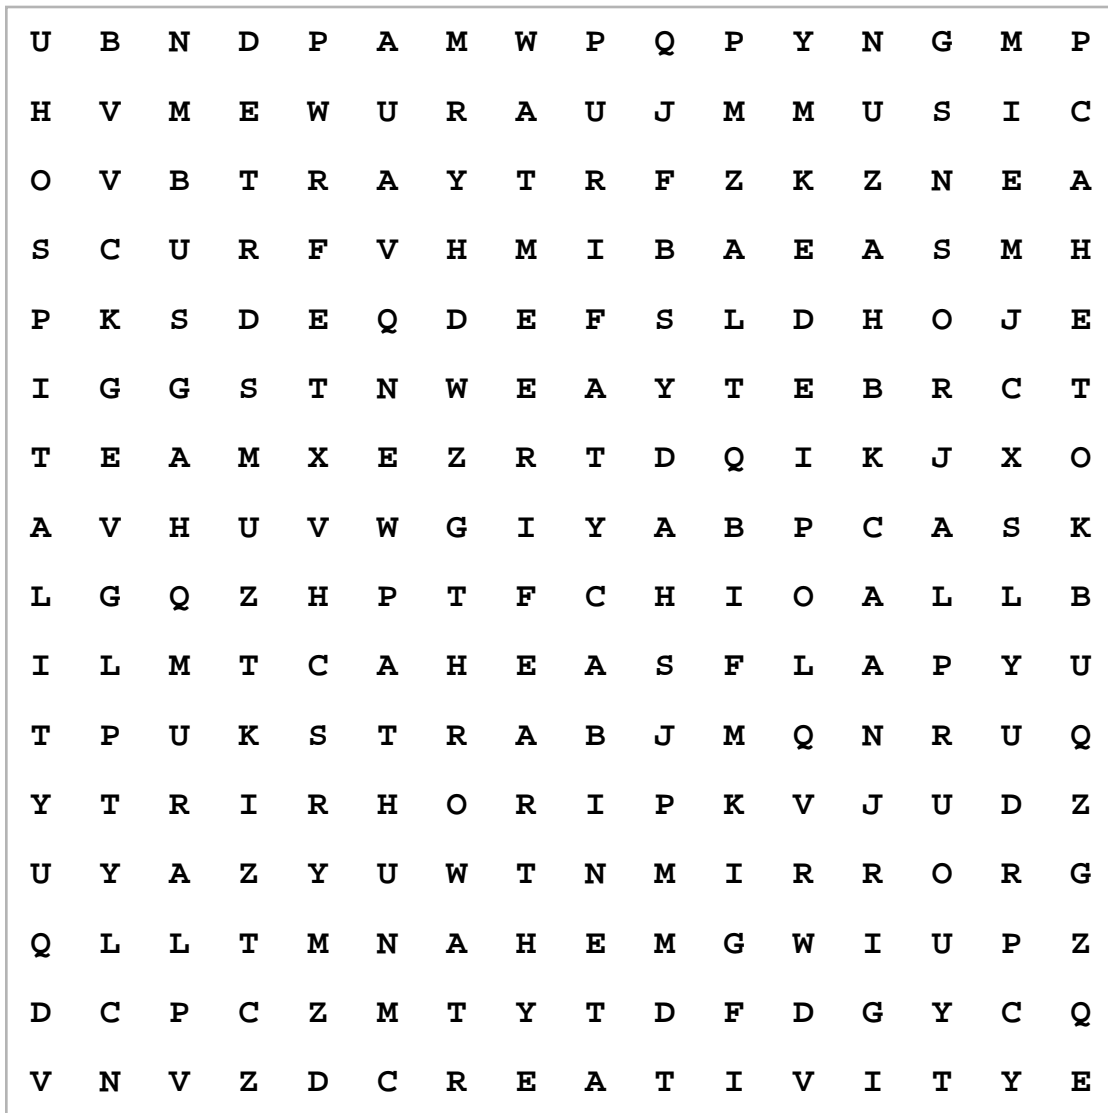 U B N D P A M W P Q P Y N G M P
H V M E W U R A U J M M U S I C
O V B T R A Y T R F Z K Z N E A
S C U R F V H M I B A E A S M H
P K S D E Q D E F S L D H O J E
I G G S T N W E A Y T E B R C T
T E A M X E Z R T D Q I K J X O
A V H U V W G I Y A B P C A S K
L G Q Z H P T F C H I O A L L B
I L M T C A H E A S F L A P Y U
T P U K S T R A B J M Q N R U Q
Y T R I R H O R I P K V J U D Z
U Y A Z Y U W T N M I R R O R G
Q L L T M N A H E M G W I U P Z
D C P C Z M T Y T D F D G Y C Q
V N V Z D C R E A T I V I T Y E